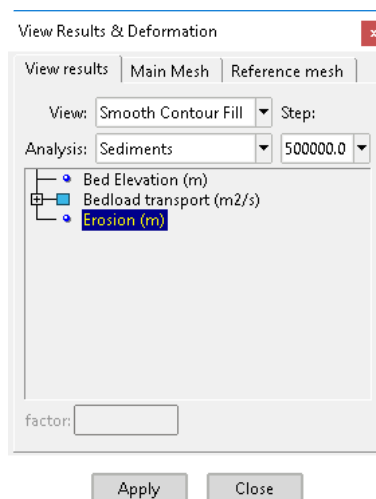 View Results & Deformation x
View results Main Mesh Reference mesh
View: Smooth Contour Fill Step:
Analysis: Sediments 500000.0
Bed Elevation (m)
Bedload transport (m2/s)
Erosion (m)
factor:
Apply Close